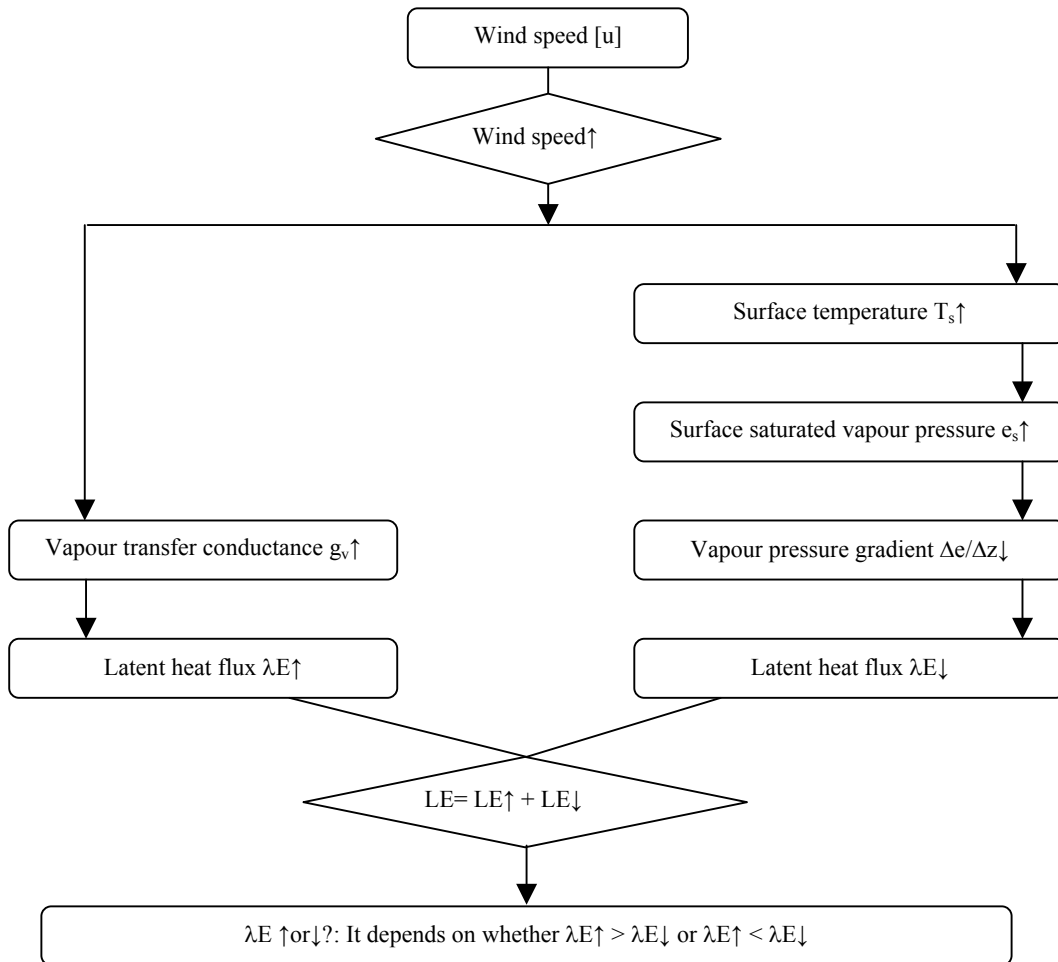 Wind speed [u]
Wind speed↑
Surface temperature Tₛ↑
Surface saturated vapour pressure eₛ↑
Vapour transfer conductance gᵥ↑
Vapour pressure gradient Δe/Δz↓
Latent heat flux λE↑
Latent heat flux λE↓
LE= LE↑ + LE↓
λE ↑or↓?: It depends on whether λE↑ > λE↓ or λE↑ < λE↓